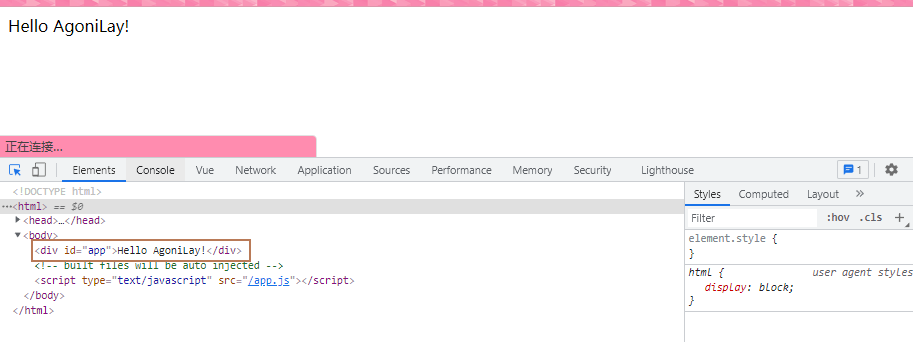 Hello AgoniLay!
正在连接...
Elements Console Vue Network Application Sources Performance Memory Security Lighthouse 1
<!DOCTYPE html>
Styles Computed Layout »
···<html> == $0
Filter :hov .cls +
▶<head>…</head>
▼<body>
element.style {
<div id="app">Hello AgoniLay!</div>
}
<!-- built files will be auto injected -->
html { user agent styles
<script type="text/javascript" src="/app.js"></script>
display: block;
</body>
}
</html>